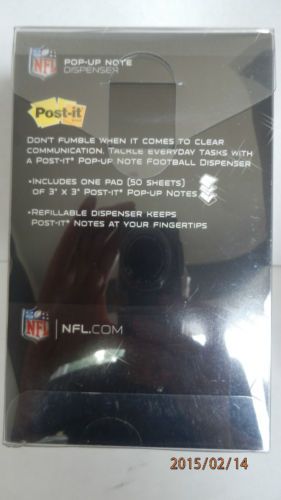 NFL
POP-UP NOTE
DISPENSER
Post-it
DON'T FUMBLE WHEN IT COMES TO CLEAR
COMMUNICATION. TACKLE EVERYDAY TASKS WITH
A POST-IT® POP-UP NOTE FOOTBALL DISPENSER
•INCLUDES ONE PAD (50 SHEETS)
OF 3" X 3" POST-IT® POP-UP NOTES
•REFILLABLE DISPENSER KEEPS
POST-IT® NOTES AT YOUR FINGERTIPS
NFL | NFL.COM
2015/02/14